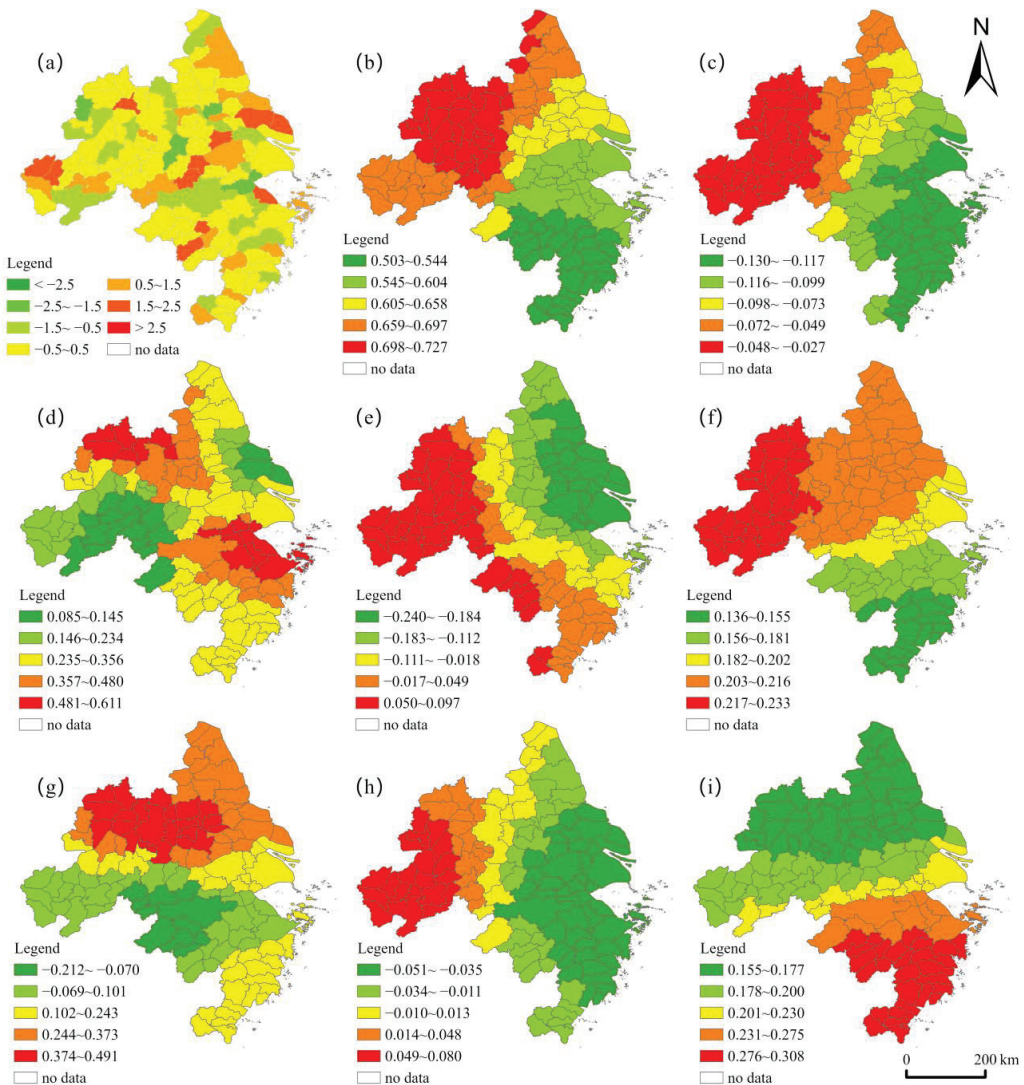 (a)
Legend
< −2.5
−2.5~ −1.5
−1.5~ −0.5
−0.5~0.5
0.5~1.5
1.5~2.5
> 2.5
no data
(b)
Legend
0.503~0.544
0.545~0.604
0.605~0.658
0.659~0.697
0.698~0.727
no data
(c)
N
Legend
−0.130~ −0.117
−0.116~ −0.099
−0.098~ −0.073
−0.072~ −0.049
−0.048~ −0.027
no data
(d)
Legend
0.085~0.145
0.146~0.234
0.235~0.356
0.357~0.480
0.481~0.611
no data
(e)
Legend
−0.240~ −0.184
−0.183~ −0.112
−0.111~ −0.018
−0.017~0.049
0.050~0.097
no data
(f)
Legend
0.136~0.155
0.156~0.181
0.182~0.202
0.203~0.216
0.217~0.233
no data
(g)
Legend
−0.212~ −0.070
−0.069~0.101
0.102~0.243
0.244~0.373
0.374~0.491
no data
(h)
Legend
−0.051~ −0.035
−0.034~ −0.011
−0.010~0.013
0.014~0.048
0.049~0.080
no data
(i)
Legend
0.155~0.177
0.178~0.200
0.201~0.230
0.231~0.275
0.276~0.308
no data
0 200 km